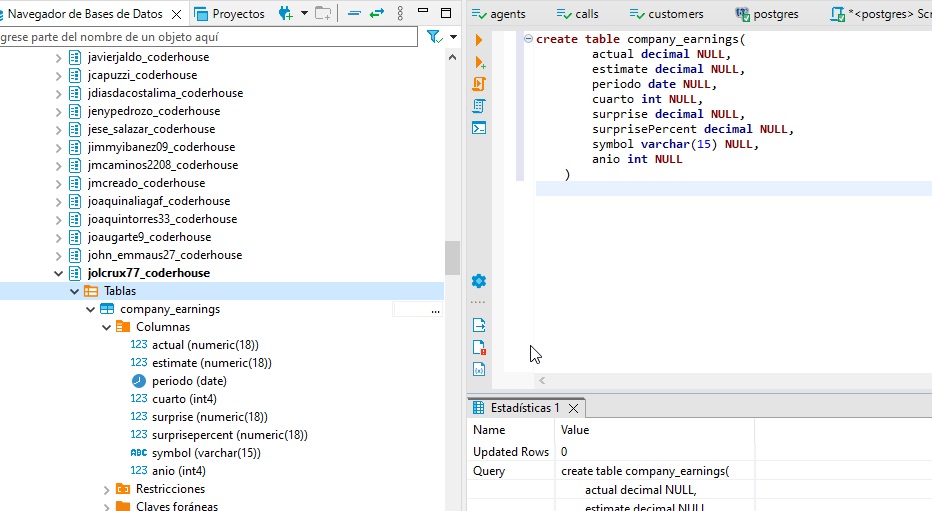 Navegador de Bases de Datos
Proyectos
grese parte del nombre de un objeto aquí
javierjaldo_coderhouse
jcapuzzi_coderhouse
jdiasdacostalima_coderhouse
jenypedrozo_coderhouse
jese_salazar_coderhouse
jimmyibanez09_coderhouse
jmcaminos2208_coderhouse
jmcreado_coderhouse
joaquinaliagaf_coderhouse
joaquintorres33_coderhouse
joaugarte9_coderhouse
john_emmaus27_coderhouse
jolcrux77_coderhouse
Tablas
company_earnings
...
Columnas
123 actual (numeric(18))
123 estimate (numeric(18))
periodo (date)
123 cuarto (int4)
123 surprise (numeric(18))
123 surprisepercent (numeric(18))
ABC symbol (varchar(15))
123 anio (int4)
Restricciones
Claves foráneas
agents
calls
customers
postgres
*<postgres> Scr
create table company_earnings(
actual decimal NULL,
estimate decimal NULL,
periodo date NULL,
cuarto int NULL,
surprise decimal NULL,
surprisePercent decimal NULL,
symbol varchar(15) NULL,
anio int NULL
)
Estadísticas 1
Name Value
Updated Rows 0
Query create table company_earnings(
actual decimal NULL,
estimate decimal NULL